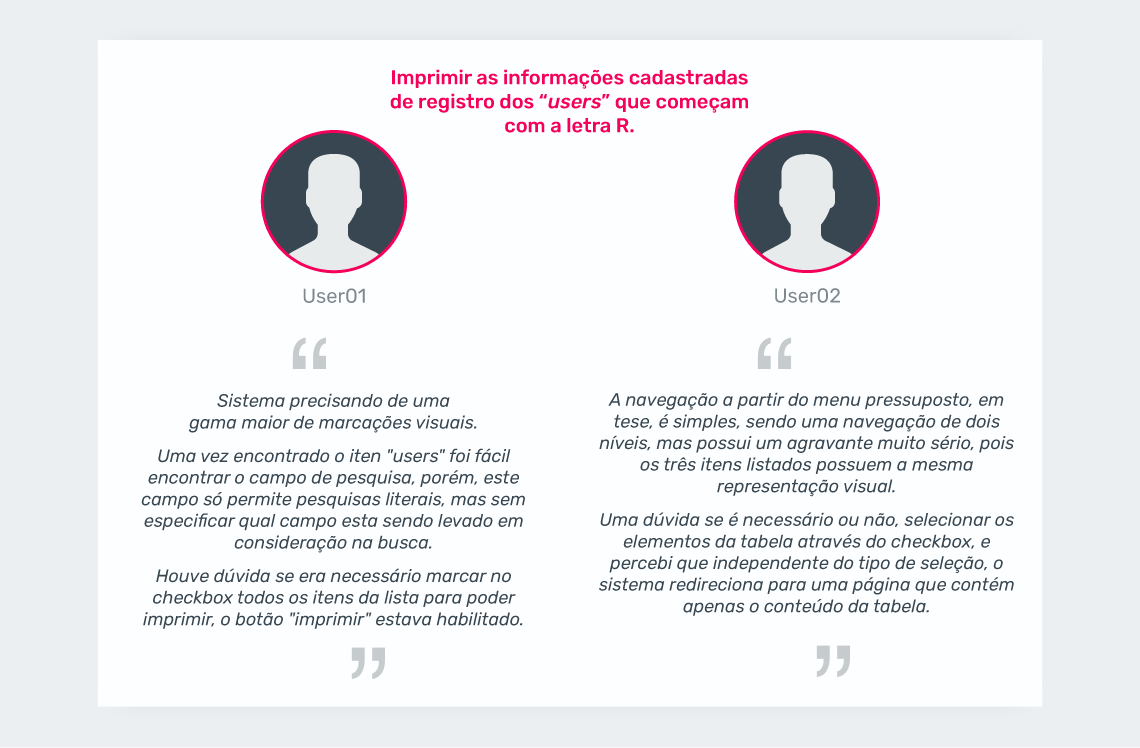 Imprimir as informações cadastradas
de registro dos “users” que começam
com a letra R.
User01
“
Sistema precisando de uma
gama maior de marcações visuais.
Uma vez encontrado o iten "users" foi fácil
encontrar o campo de pesquisa, porém, este
campo só permite pesquisas literais, mas sem
especificar qual campo esta sendo levado em
consideração na busca.
Houve dúvida se era necessário marcar no
checkbox todos os itens da lista para poder
imprimir, o botão "imprimir" estava habilitado.
”
User02
“
A navegação a partir do menu pressuposto, em
tese, é simples, sendo uma navegação de dois
níveis, mas possui um agravante muito sério, pois
os três itens listados possuem a mesma
representação visual.
Uma dúvida se é necessário ou não, selecionar os
elementos da tabela através do checkbox, e
percebi que independente do tipo de seleção, o
sistema redireciona para uma página que contém
apenas o conteúdo da tabela.
”